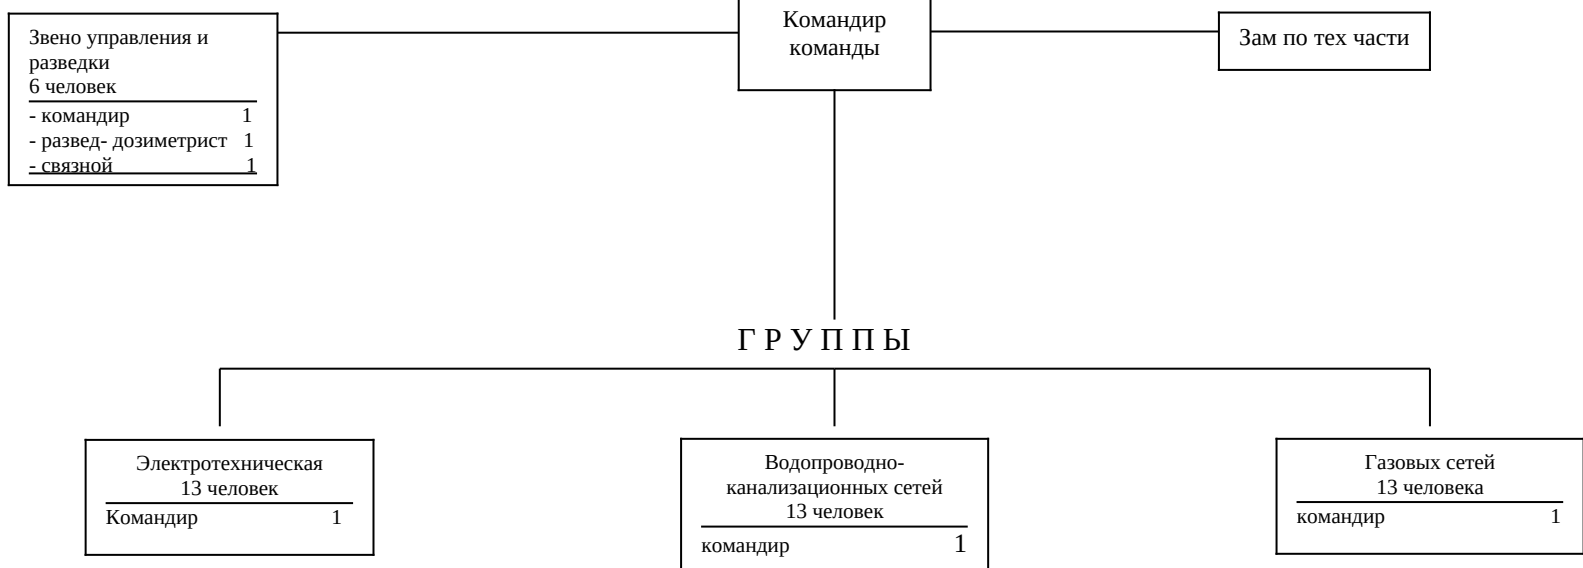 Звено управления и
разведки
6 человек
- командир 1
- развед- дозиметрист 1
- связной 1
Командир
команды
Зам по тех части
Г Р У П П Ы
Электротехническая
13 человек
Командир 1
Водопроводно-
канализационных сетей
13 человек
командир 1
Газовых сетей
13 человека
командир 1